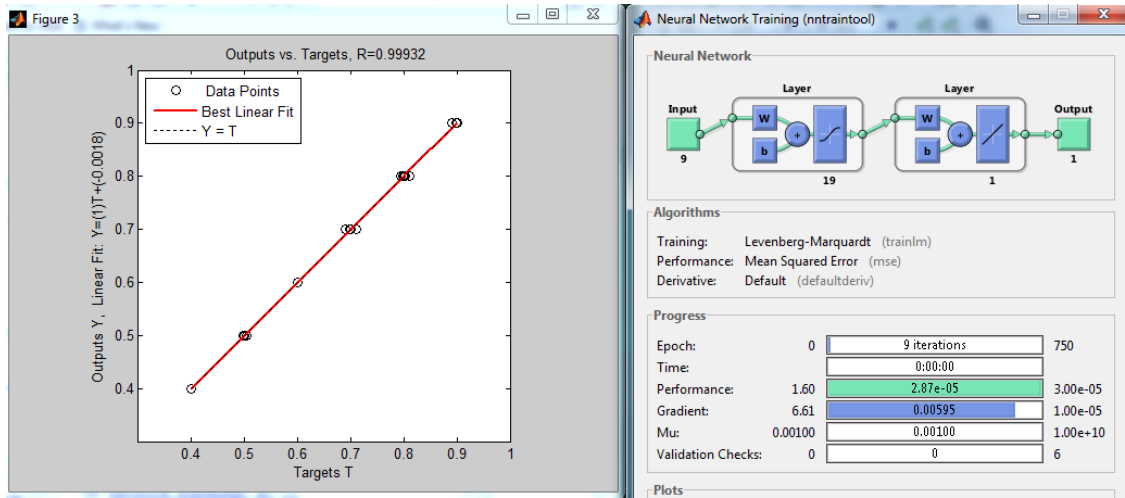 Figure 3
Outputs vs. Targets, R=0.99932
Data Points
Best Linear Fit
Y = T
Outputs Y, Linear Fit: Y=(1)T+(-0.0018)
1
0.9
0.8
0.7
0.6
0.5
0.4
0.4 0.5 0.6 0.7 0.8 0.9 1
Targets T
Neural Network Training (nntraintool)
Neural Network
Layer Layer
Input Output
W W
+ +
b b
9 1
19 1
Algorithms
Training: Levenberg-Marquardt (trainlm)
Performance: Mean Squared Error (mse)
Derivative: Default (defaultderiv)
Progress
Epoch: 0 9 iterations 750
Time: 0:00:00
Performance: 1.60 2.87e-05 3.00e-05
Gradient: 6.61 0.00595 1.00e-05
Mu: 0.00100 0.00100 1.00e+10
Validation Checks: 0 0 6
Plots